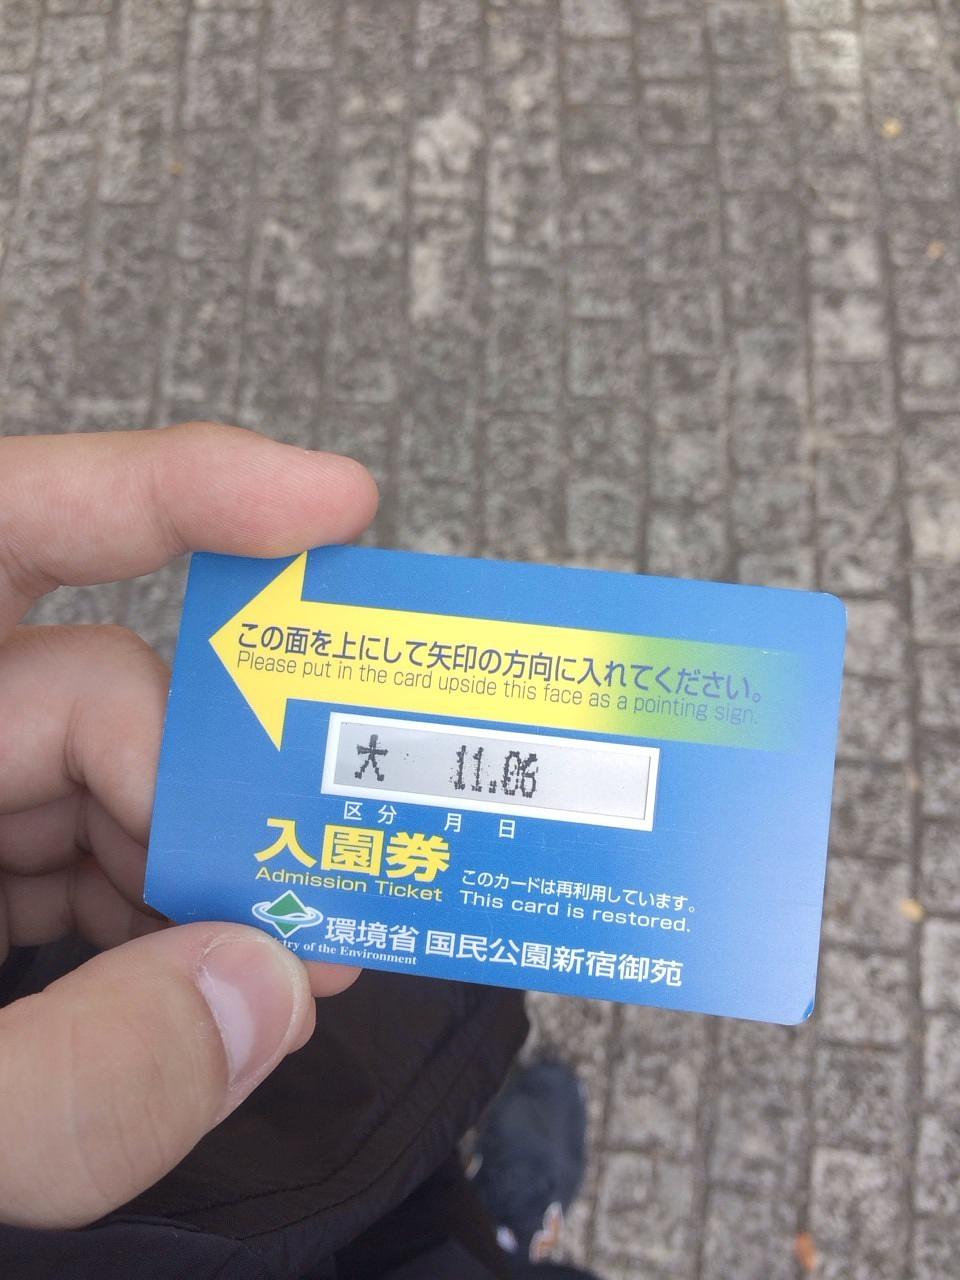 この面を上にして矢印の方向に入れてください。
Please put in the card upside this face as a pointing sign.
大 11.06
区分 月 日
入園券
Admission Ticket
このカードは再利用しています。
This card is restored.
環境省 国民公園新宿御苑
of the Environment